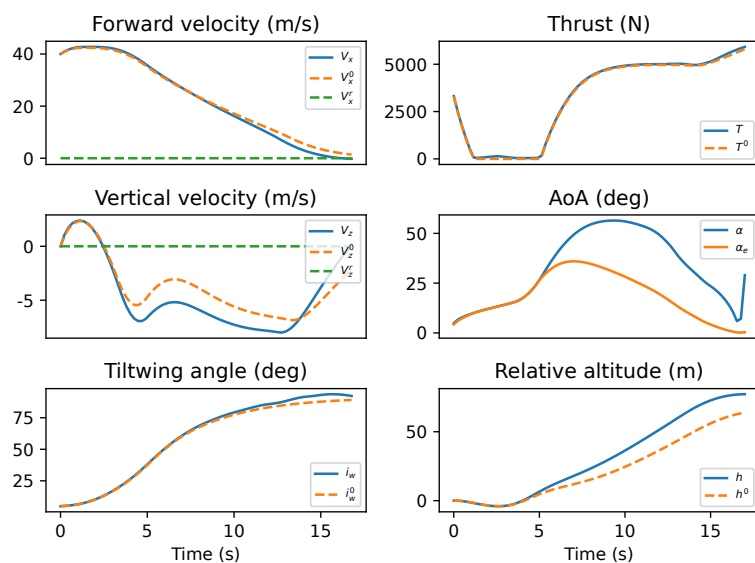 Forward velocity (m/s)
40
20
0
V_x
V_x^0
V_x^r
Thrust (N)
5000
2500
0
T
T^0
Vertical velocity (m/s)
0
-5
V_z
V_z^0
V_z^r
AoA (deg)
50
25
0
α
α_e
Tiltwing angle (deg)
75
50
25
i_w
i_w^0
0
5
10
15
Time (s)
Relative altitude (m)
50
0
h
h^0
0
5
10
15
Time (s)